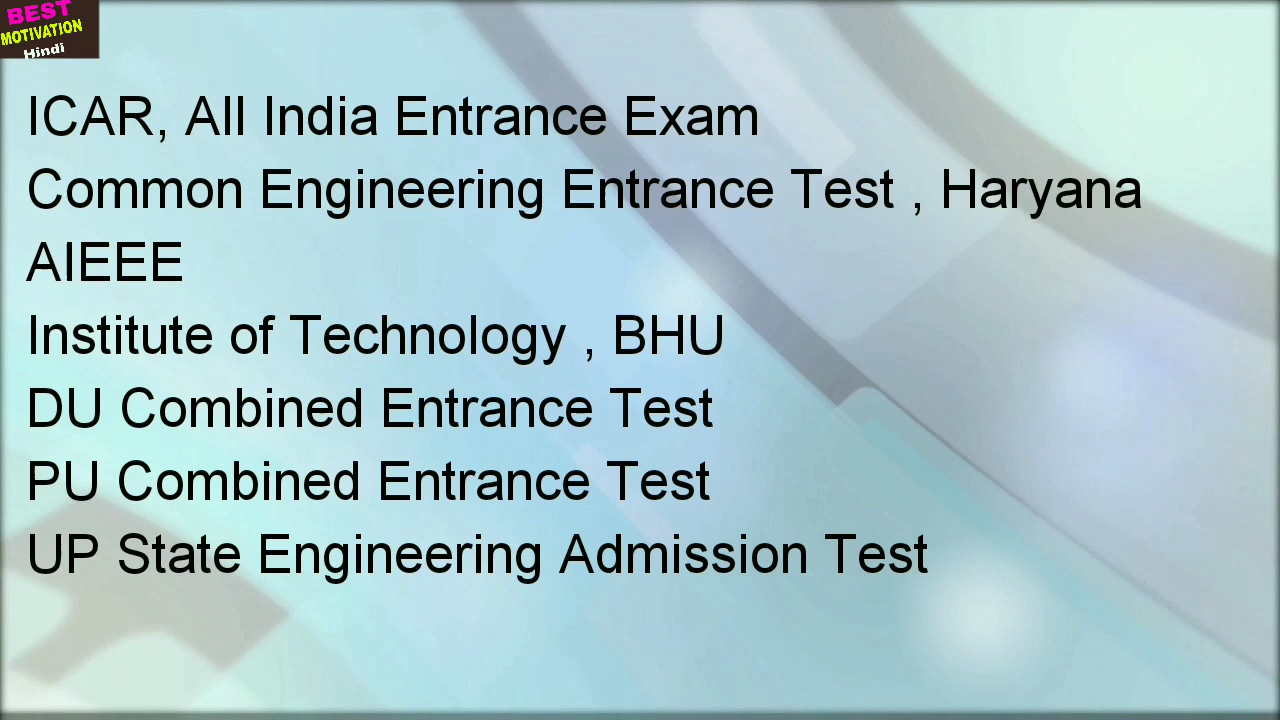 BEST
MOTIVATION
Hindi
ICAR, All India Entrance Exam
Common Engineering Entrance Test , Haryana
AIEEE
Institute of Technology , BHU
DU Combined Entrance Test
PU Combined Entrance Test
UP State Engineering Admission Test